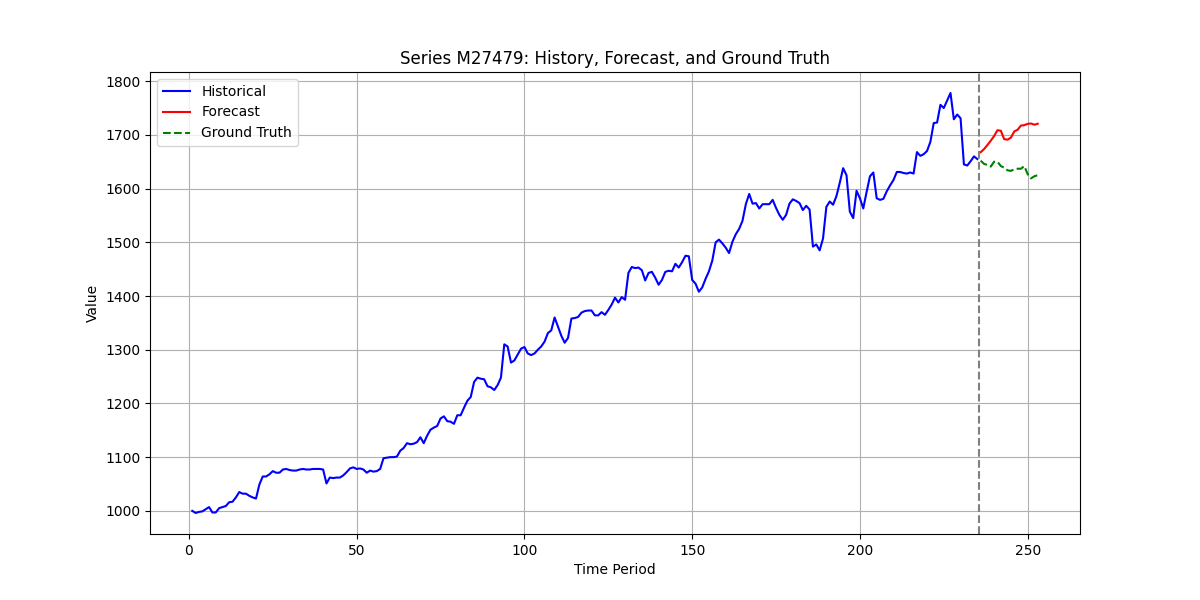 Series M27479: History, Forecast, and Ground Truth
Historical
Forecast
Ground Truth
1800
1700
1600
1500
1400
1300
1200
1100
1000
Value
0 50 100 150 200 250
Time Period